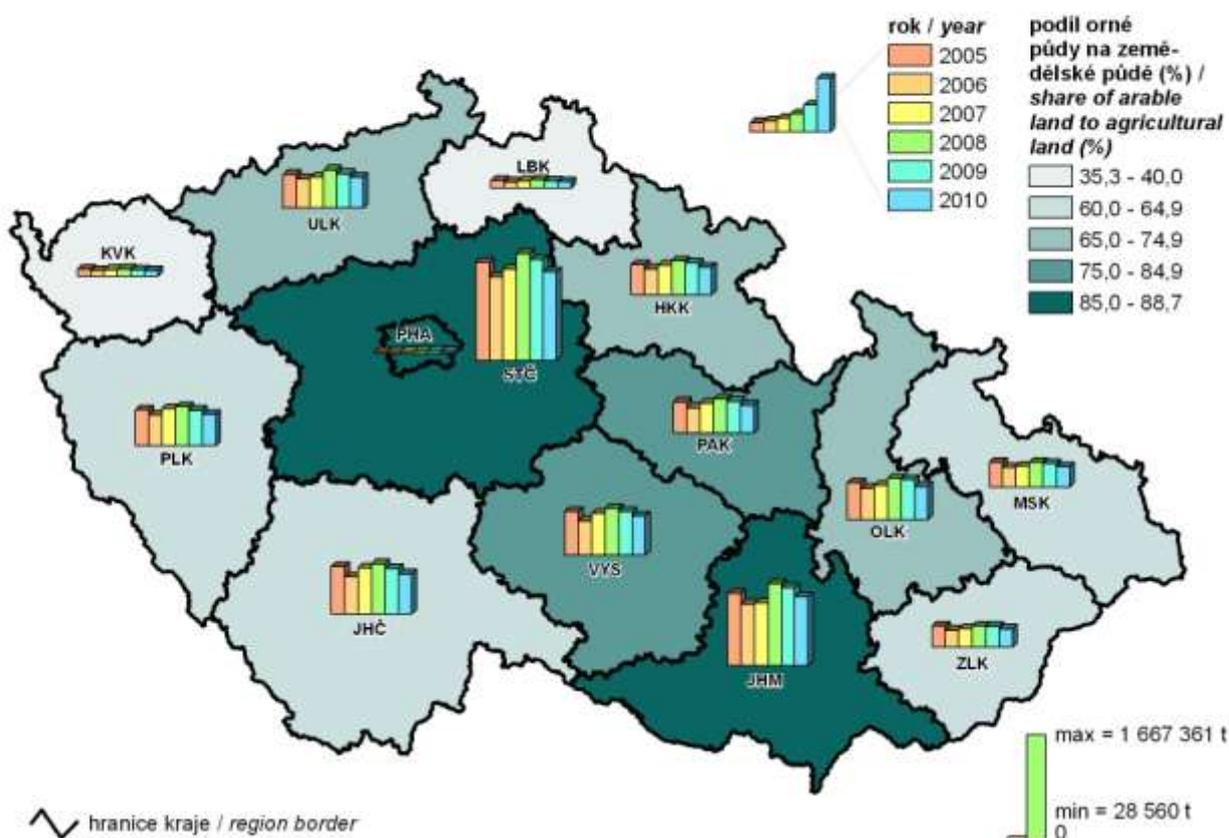 rok / year
2005
2006
2007
2008
2009
2010
podíl orné
půdy na země-
dělské půdě (%) /
share of arable
land to agricultural
land (%)
35,3 - 40,0
60,0 - 64,9
65,0 - 74,9
75,0 - 84,9
85,0 - 88,7
LBK
ULK
KVK
HKK
PHA
STČ
PLK
PAK
MSK
OLK
VYS
JHČ
ZLK
JHM
max = 1 667 361 t
min = 28 560 t
0
hranice kraje / region border